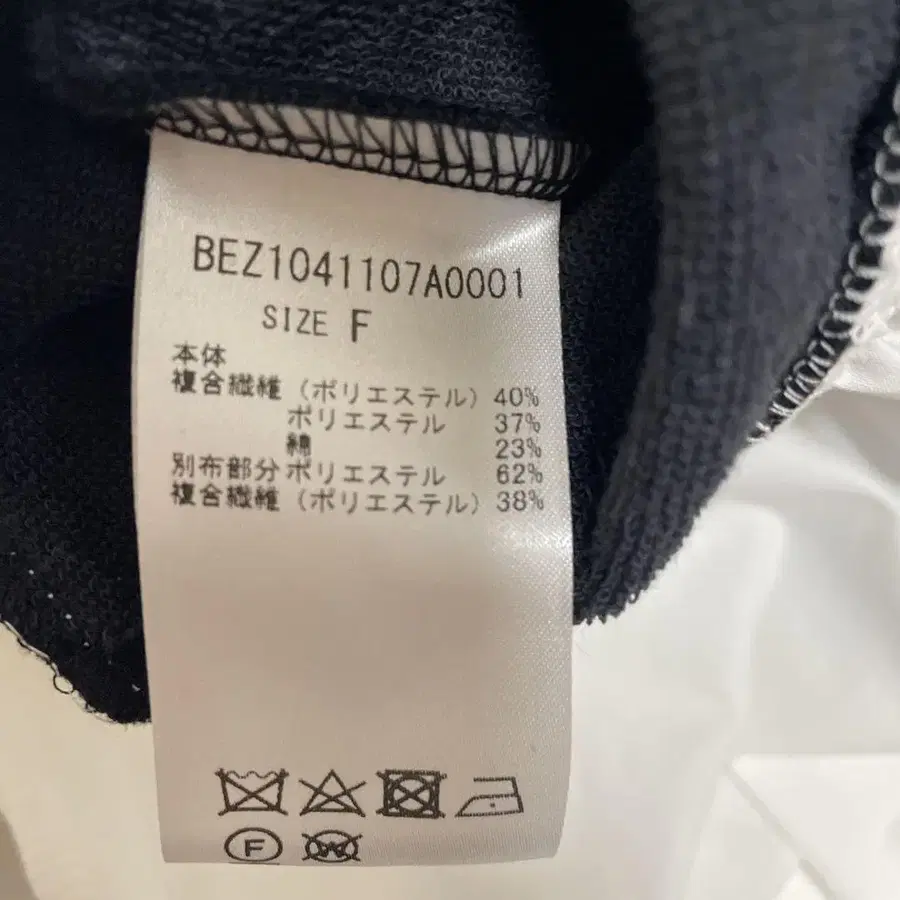 BEZ1041107A0001
SIZE F
本体
複合繊維（ポリエステル）40%
ポリエステル 37%
綿 23%
別布部分 ポリエステル 62%
複合繊維（ポリエステル）38%
F
W